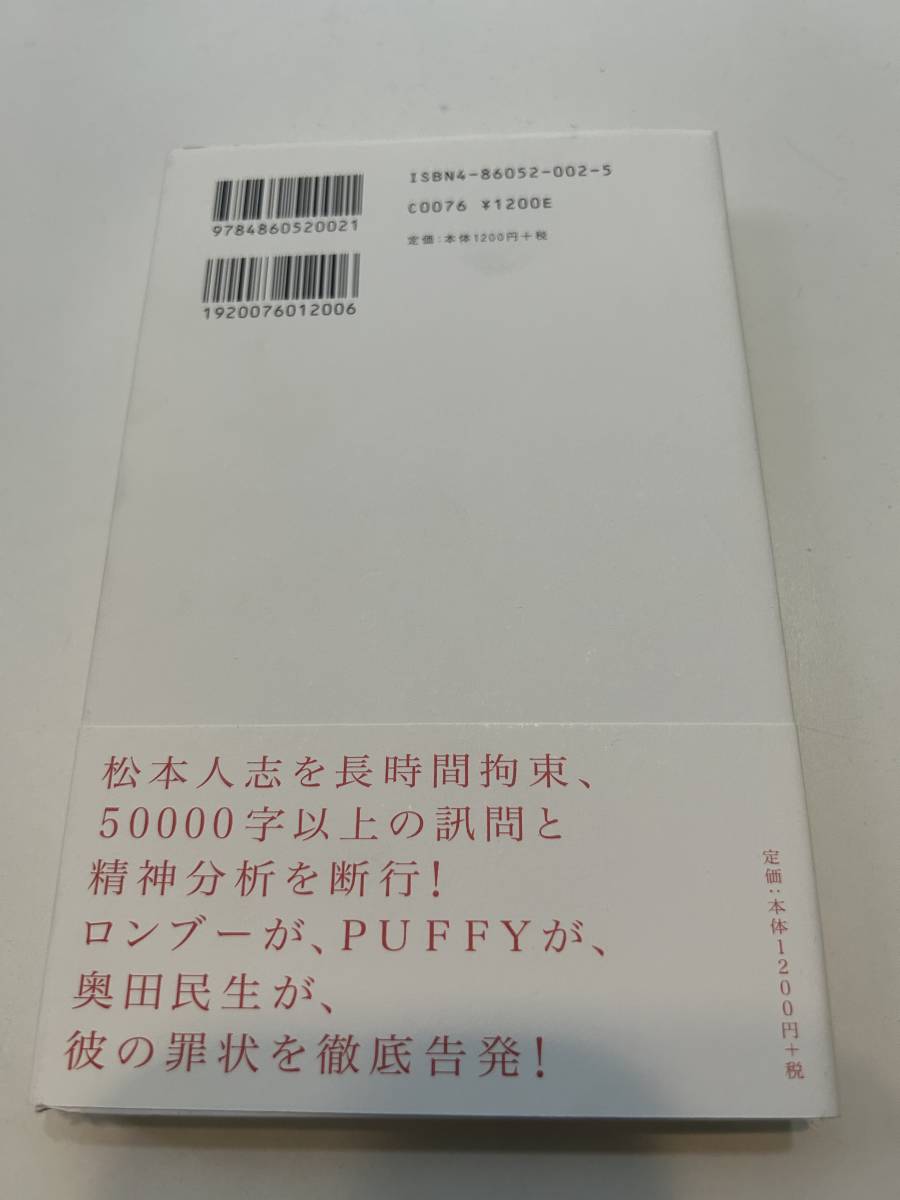 ISBN4-86052-002-5
C0076 ¥1200E
定価：本体1200円＋税
9784860520021
1920076012006
松本人志を長時間拘束、
50000字以上の訊問と
精神分析を断行！
ロンブーが、PUFFYが、
奥田民生が、
彼の罪状を徹底告発！
定価：本体1200円＋税